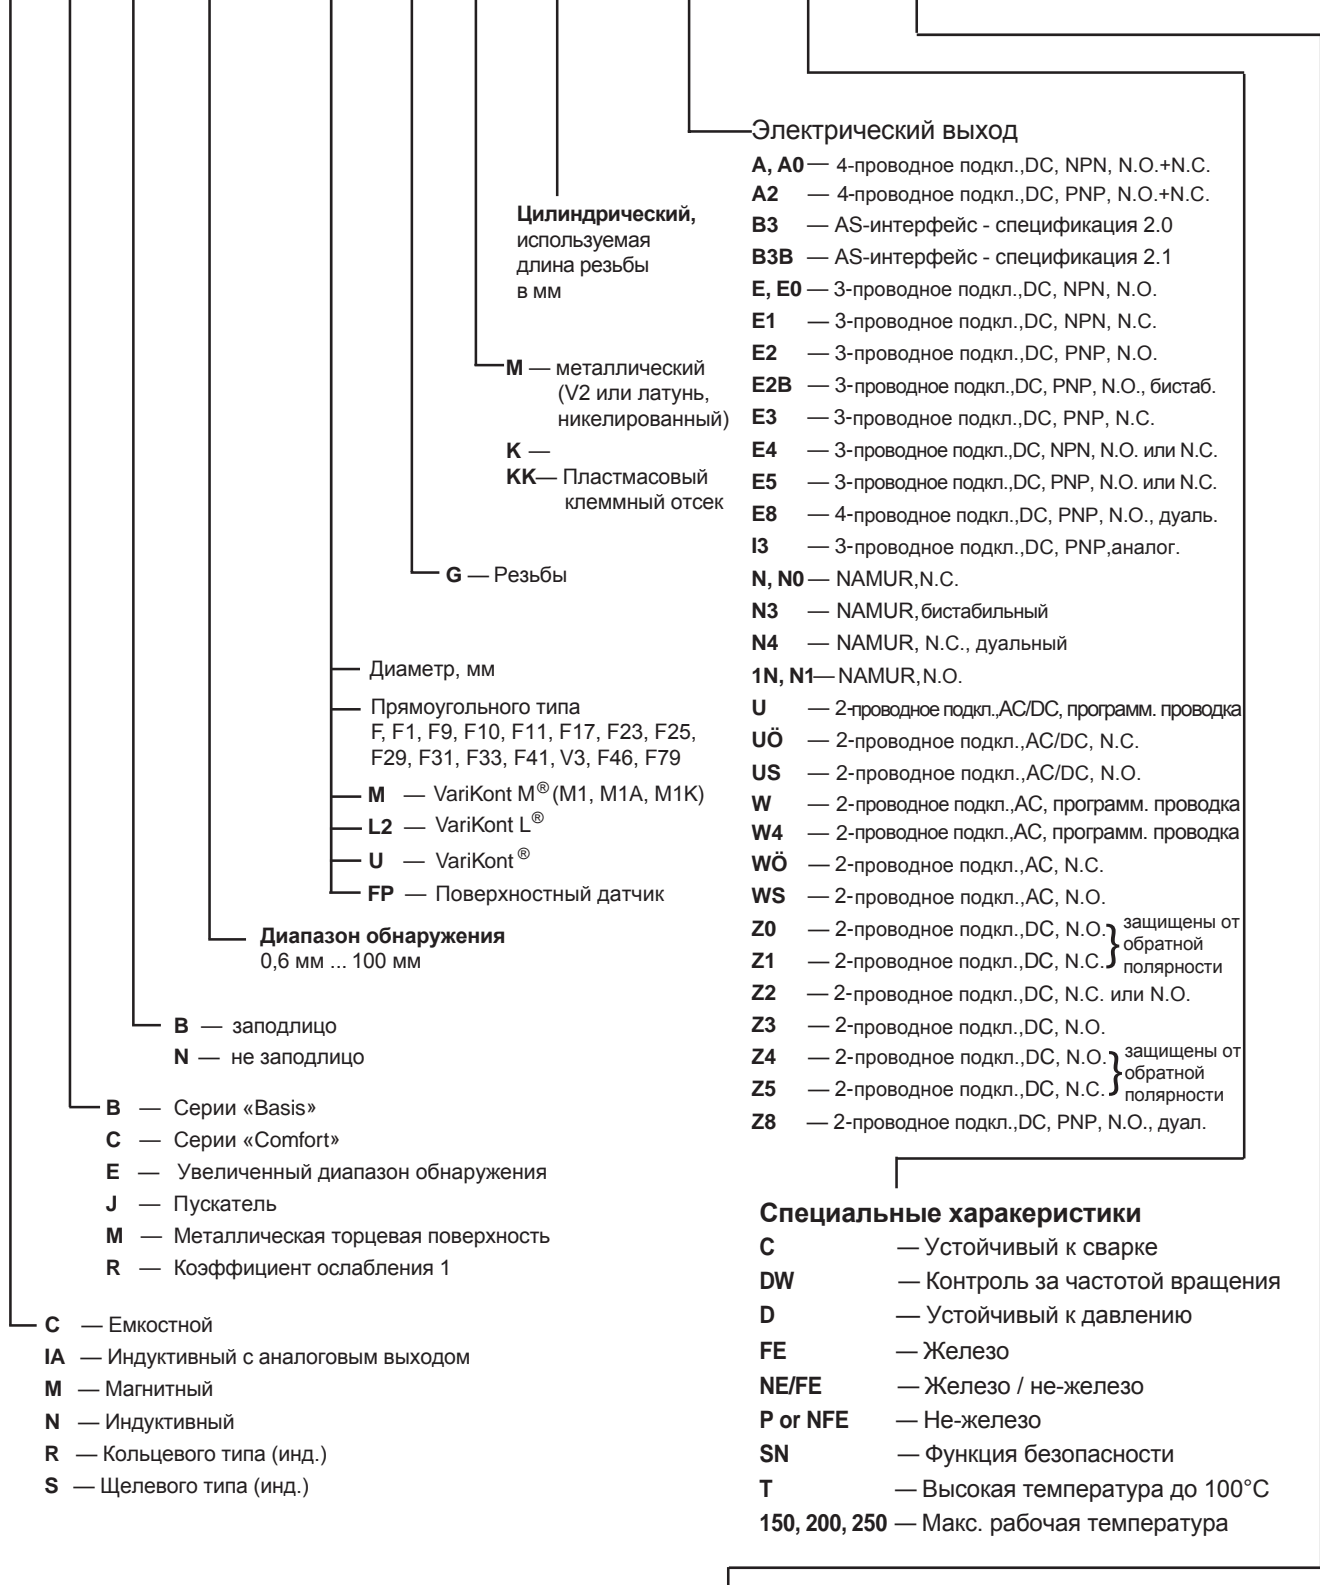 Электрический выход
A, A0 — 4-проводное подкл.,DC, NPN, N.O.+N.C.
A2 — 4-проводное подкл.,DC, PNP, N.O.+N.C.
B3 — AS-интерфейс - спецификация 2.0
B3B — AS-интерфейс - спецификация 2.1
E, E0 — 3-проводное подкл.,DC, NPN, N.O.
E1 — 3-проводное подкл.,DC, NPN, N.C.
E2 — 3-проводное подкл.,DC, PNP, N.O.
E2B — 3-проводное подкл.,DC, PNP, N.O., бистаб.
E3 — 3-проводное подкл.,DC, PNP, N.C.
E4 — 3-проводное подкл.,DC, NPN, N.O. или N.C.
E5 — 3-проводное подкл.,DC, PNP, N.O. или N.C.
E8 — 4-проводное подкл.,DC, PNP, N.O., дуаль.
I3 — 3-проводное подкл.,DC, PNP,аналог.
N, N0 — NAMUR,N.C.
N3 — NAMUR,бистабильный
N4 — NAMUR, N.C., дуальный
1N, N1 — NAMUR,N.O.
U — 2-проводное подкл.,AC/DC, программ. проводка
UÖ — 2-проводное подкл.,AC/DC, N.C.
US — 2-проводное подкл.,AC/DC, N.O.
W — 2-проводное подкл.,AC, программ. проводка
W4 — 2-проводное подкл.,AC, программ. проводка
WÖ — 2-проводное подкл.,AC, N.C.
WS — 2-проводное подкл.,AC, N.O.
Z0 — 2-проводное подкл.,DC, N.O.
Z1 — 2-проводное подкл.,DC, N.C.
} защищены от
обратной
полярности
Z2 — 2-проводное подкл.,DC, N.C. или N.O.
Z3 — 2-проводное подкл.,DC, N.O.
Z4 — 2-проводное подкл.,DC, N.O.
Z5 — 2-проводное подкл.,DC, N.C.
} защищены от
обратной
полярности
Z8 — 2-проводное подкл.,DC, PNP, N.O., дуал.
Цилиндрический,
используемая
длина резьбы
в мм
M — металлический
(V2 или латунь,
никелированный)
K —
KK — Пластмасовый
клеммный отсек
G — Резьбы
Диаметр, мм
Прямоугольного типа
F, F1, F9, F10, F11, F17, F23, F25,
F29, F31, F33, F41, V3, F46, F79
M — VariKont M® (M1, M1A, M1K)
L2 — VariKont L®
U — VariKont®
FP — Поверхностный датчик
Диапазон обнаружения
0,6 мм ... 100 мм
B — заподлицо
N — не заподлицо
B — Серии «Basis»
C — Серии «Comfort»
E — Увеличенный диапазон обнаружения
J — Пускатель
M — Металлическая торцевая поверхность
R — Коэффициент ослабления 1
C — Емкостной
IA — Индуктивный с аналоговым выходом
M — Магнитный
N — Индуктивный
R — Кольцевого типа (инд.)
S — Щелевого типа (инд.)
Специальные харакеристики
C — Устойчивый к сварке
DW — Контроль за частотой вращения
D — Устойчивый к давлению
FE — Железо
NE/FE — Железо / не-железо
P or NFE — Не-железо
SN — Функция безопасности
T — Высокая температура до 100°C
150, 200, 250 — Макс. рабочая температура